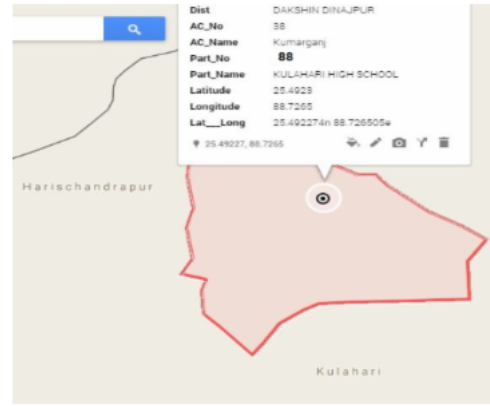 Dist DAKSHIN DINAJPUR
AC_No 38
AC_Name Kumarganj
Part_No 88
Part_Name KULAHARI HIGH SCHOOL
Latitude 25.4923
Longitude 88.7265
Lat__Long 25.492274n 88.726505e
25.49227, 88.7265
Harischandrapur
Kulahari